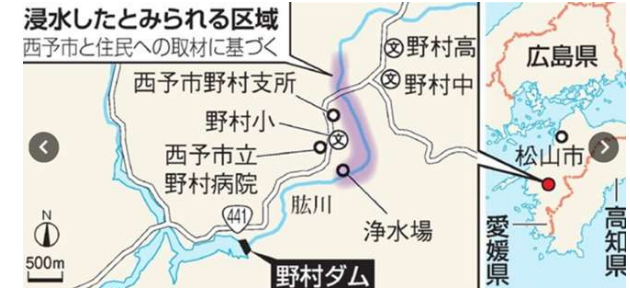 浸水したとみられる区域
西予市と住民への取材に基づく
文野村高
文野村中
西予市野村支所
野村小
文
西予市立
野村病院
肱川
浄水場
441
N
500m
野村ダム
広島県
松山市
愛媛県
高知県